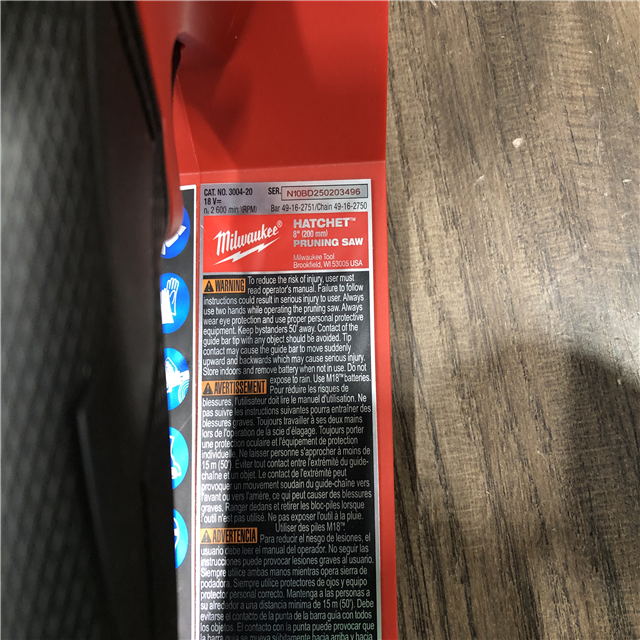 CAT. NO. 3004-20 SER. N10BD250203496
18 V⎓
n₀ 2 600 min⁻¹ (RPM) Bar 49-16-2751/Chain 49-16-2750
Milwaukee® HATCHET™
8" (200 mm)
PRUNING SAW
Milwaukee Tool
Brookfield, WI 53005 USA
WARNING To reduce the risk of injury, user must
read operator's manual. Failure to follow
instructions could result in serious injury to user. Always
use two hands while operating the pruning saw. Always
wear eye protection and use proper personal protective
equipment. Keep bystanders 50' away. Contact of the
guide bar tip with any object should be avoided. Tip
contact may cause the guide bar to move suddenly
upward and backwards which may cause serious injury.
Store indoors and remove battery when not in use. Do not
expose to rain. Use M18™ batteries.
AVERTISSEMENT Pour réduire les risques de
blessures, l'utilisateur doit lire le manuel d'utilisation. Ne
pas suivre les instructions suivantes pourra entraîner des
blessures graves. Toujours travailler à ses deux mains
lors de l'opération de la scie d'élagage. Toujours porter
une protection oculaire et l'équipement de protection
individuelle. Ne laisser personne s'approcher à moins de
15 m (50'). Éviter tout contact entre l'extrémité du guide-
chaîne et un objet. Le contact de l'extrémité peut
provoquer un mouvement soudain du guide-chaîne vers
l'avant ou vers l'arrière, ce qui peut causer des blessures
graves. Ranger dedans et retirer les bloc-piles lorsque
l'outil n'est pas utilisé. Ne pas exposer l'outil à la pluie.
Utiliser des piles M18™.
ADVERTENCIA Para reducir el riesgo de lesiones, el
usuario debe leer el manual del operador. No seguir las
instrucciones puede provocar lesiones graves al usuario.
Siempre utilice ambas manos mientras opera sierra de
podadora. Siempre utilice protectores de ojos y equipo
protector personal correcto. Mantenga a las personas a
su alrededor a una distancia mínima de 15 m (50'). Debe
evitarse el contacto de la punta de la barra guía con
un objeto. El contacto con la punta puede provocar que
la barra guía se mueva súbitamente hacia arriba y hacia